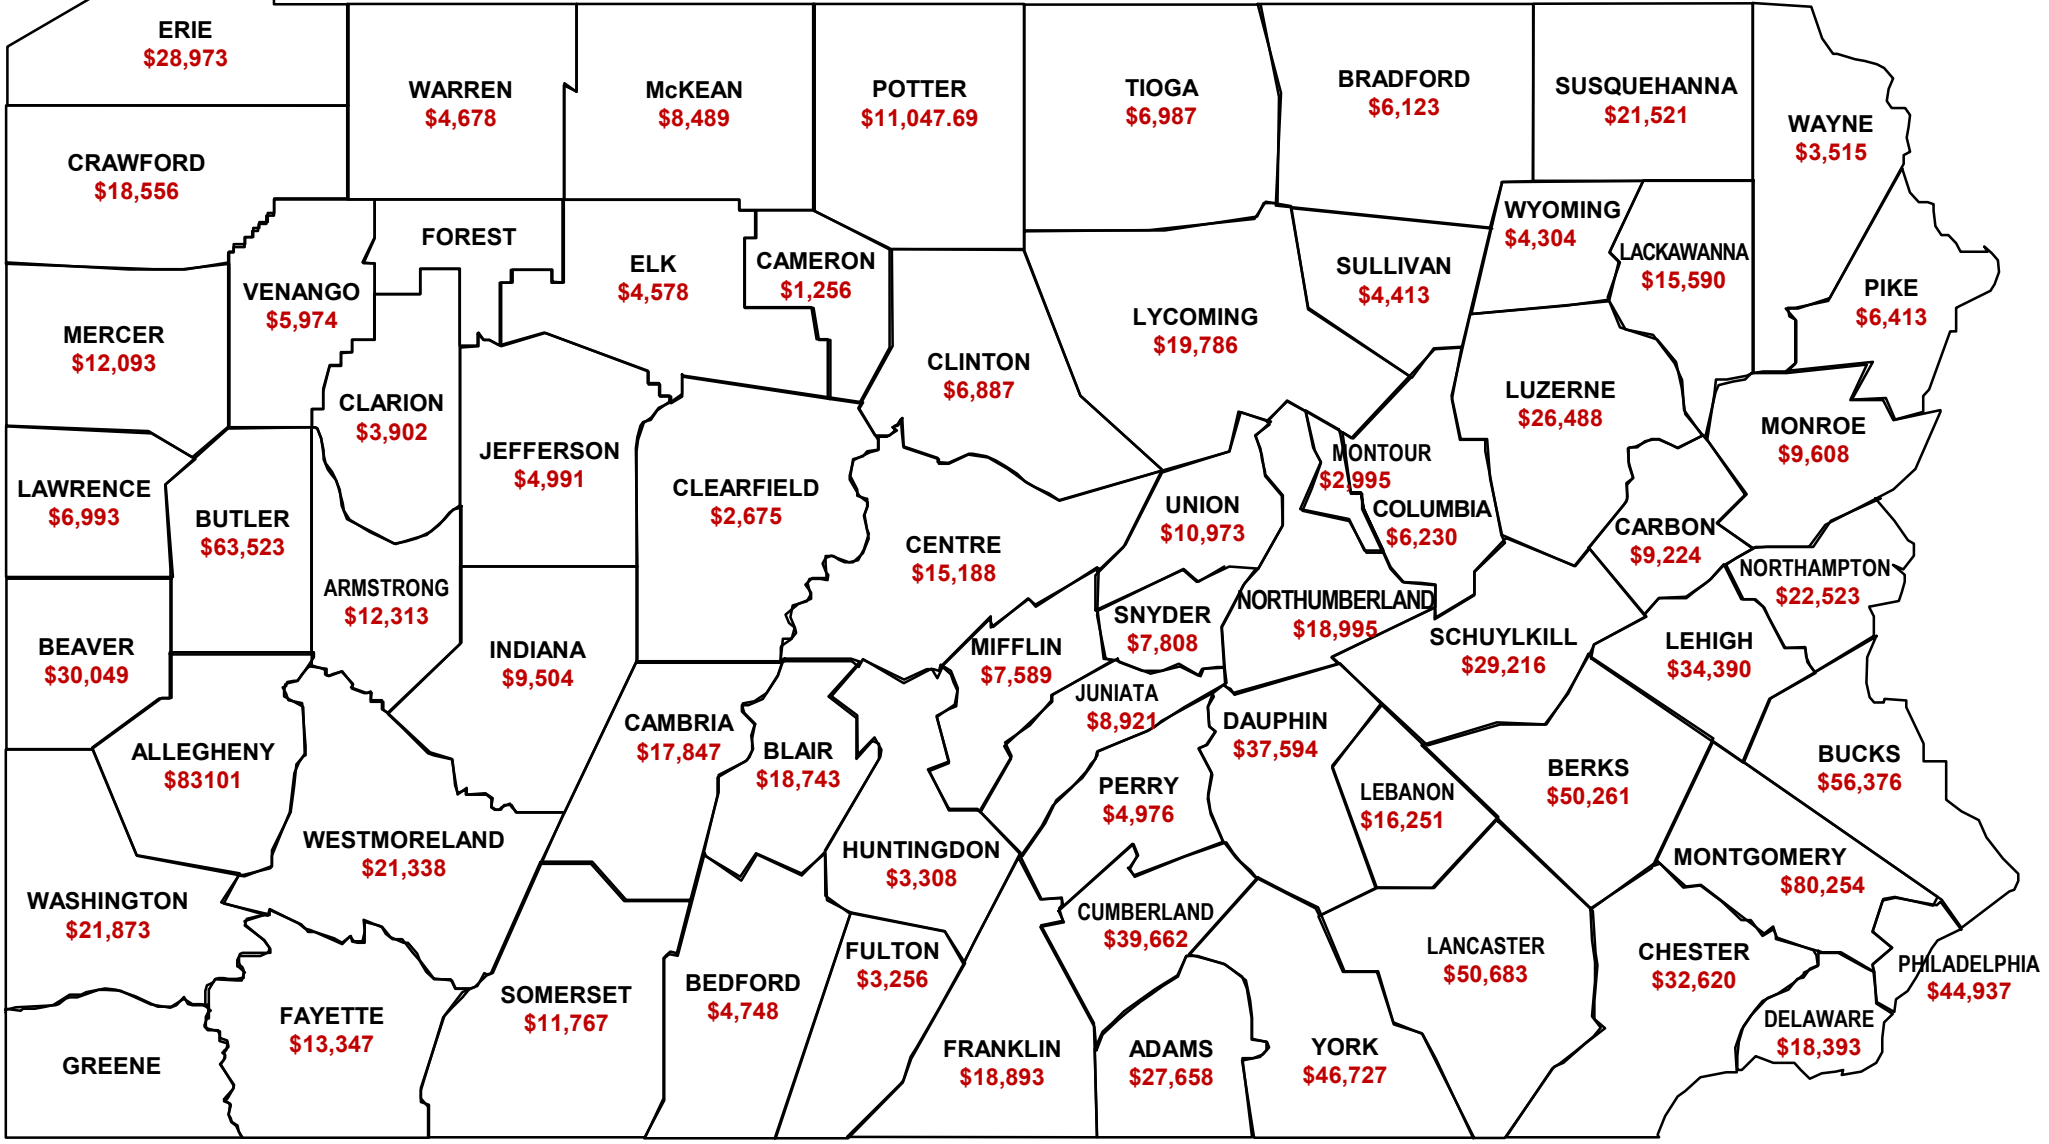 ERIE
$28,973
WARREN
$4,678
McKEAN
$8,489
POTTER
$11,047.69
TIOGA
$6,987
BRADFORD
$6,123
SUSQUEHANNA
$21,521
WAYNE
$3,515
CRAWFORD
$18,556
FOREST
WYOMING
$4,304
LACKAWANNA
$15,590
ELK
$4,578
CAMERON
$1,256
SULLIVAN
$4,413
PIKE
$6,413
VENANGO
$5,974
MERCER
$12,093
LYCOMING
$19,786
CLINTON
$6,887
LUZERNE
$26,488
CLARION
$3,902
MONROE
$9,608
JEFFERSON
$4,991
MONTOUR
$2,995
LAWRENCE
$6,993
CLEARFIELD
$2,675
UNION
$10,973
COLUMBIA
$6,230
BUTLER
$63,523
CARBON
$9,224
CENTRE
$15,188
NORTHAMPTON
$22,523
ARMSTRONG
$12,313
NORTHUMBERLAND
$18,995
SNYDER
$7,808
SCHUYLKILL
$29,216
LEHIGH
$34,390
BEAVER
$30,049
INDIANA
$9,504
MIFFLIN
$7,589
JUNIATA
$8,921
CAMBRIA
$17,847
DAUPHIN
$37,594
ALLEGHENY
$83101
BLAIR
$18,743
BUCKS
$56,376
BERKS
$50,261
PERRY
$4,976
LEBANON
$16,251
WESTMORELAND
$21,338
HUNTINGDON
$3,308
MONTGOMERY
$80,254
WASHINGTON
$21,873
CUMBERLAND
$39,662
LANCASTER
$50,683
FULTON
$3,256
CHESTER
$32,620
PHILADELPHIA
$44,937
BEDFORD
$4,748
SOMERSET
$11,767
FAYETTE
$13,347
DELAWARE
$18,393
FRANKLIN
$18,893
ADAMS
$27,658
YORK
$46,727
GREENE